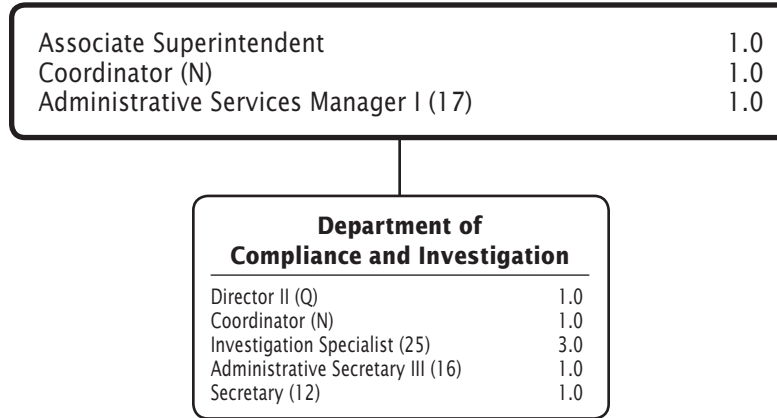 Associate Superintendent 1.0
Coordinator (N) 1.0
Administrative Services Manager I (17) 1.0
Department of
Compliance and Investigation
Director II (Q) 1.0
Coordinator (N) 1.0
Investigation Specialist (25) 3.0
Administrative Secretary III (16) 1.0
Secretary (12) 1.0